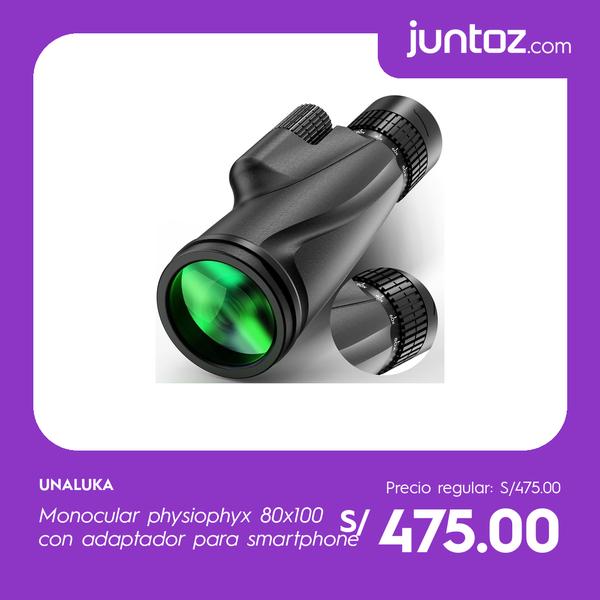 juntoz.com
UNALUKA
Precio regular: S/475.00
Monocular physiophyx 80x100
con adaptador para smartphone
S/ 475.00